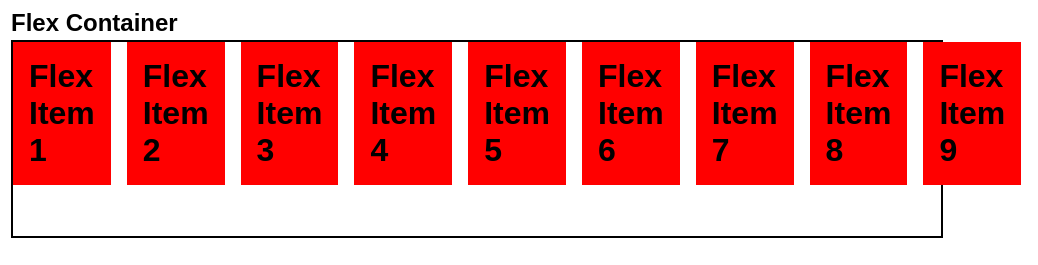 Flex Container
Flex
Item
1
Flex
Item
2
Flex
Item
3
Flex
Item
4
Flex
Item
5
Flex
Item
6
Flex
Item
7
Flex
Item
8
Flex
Item
9